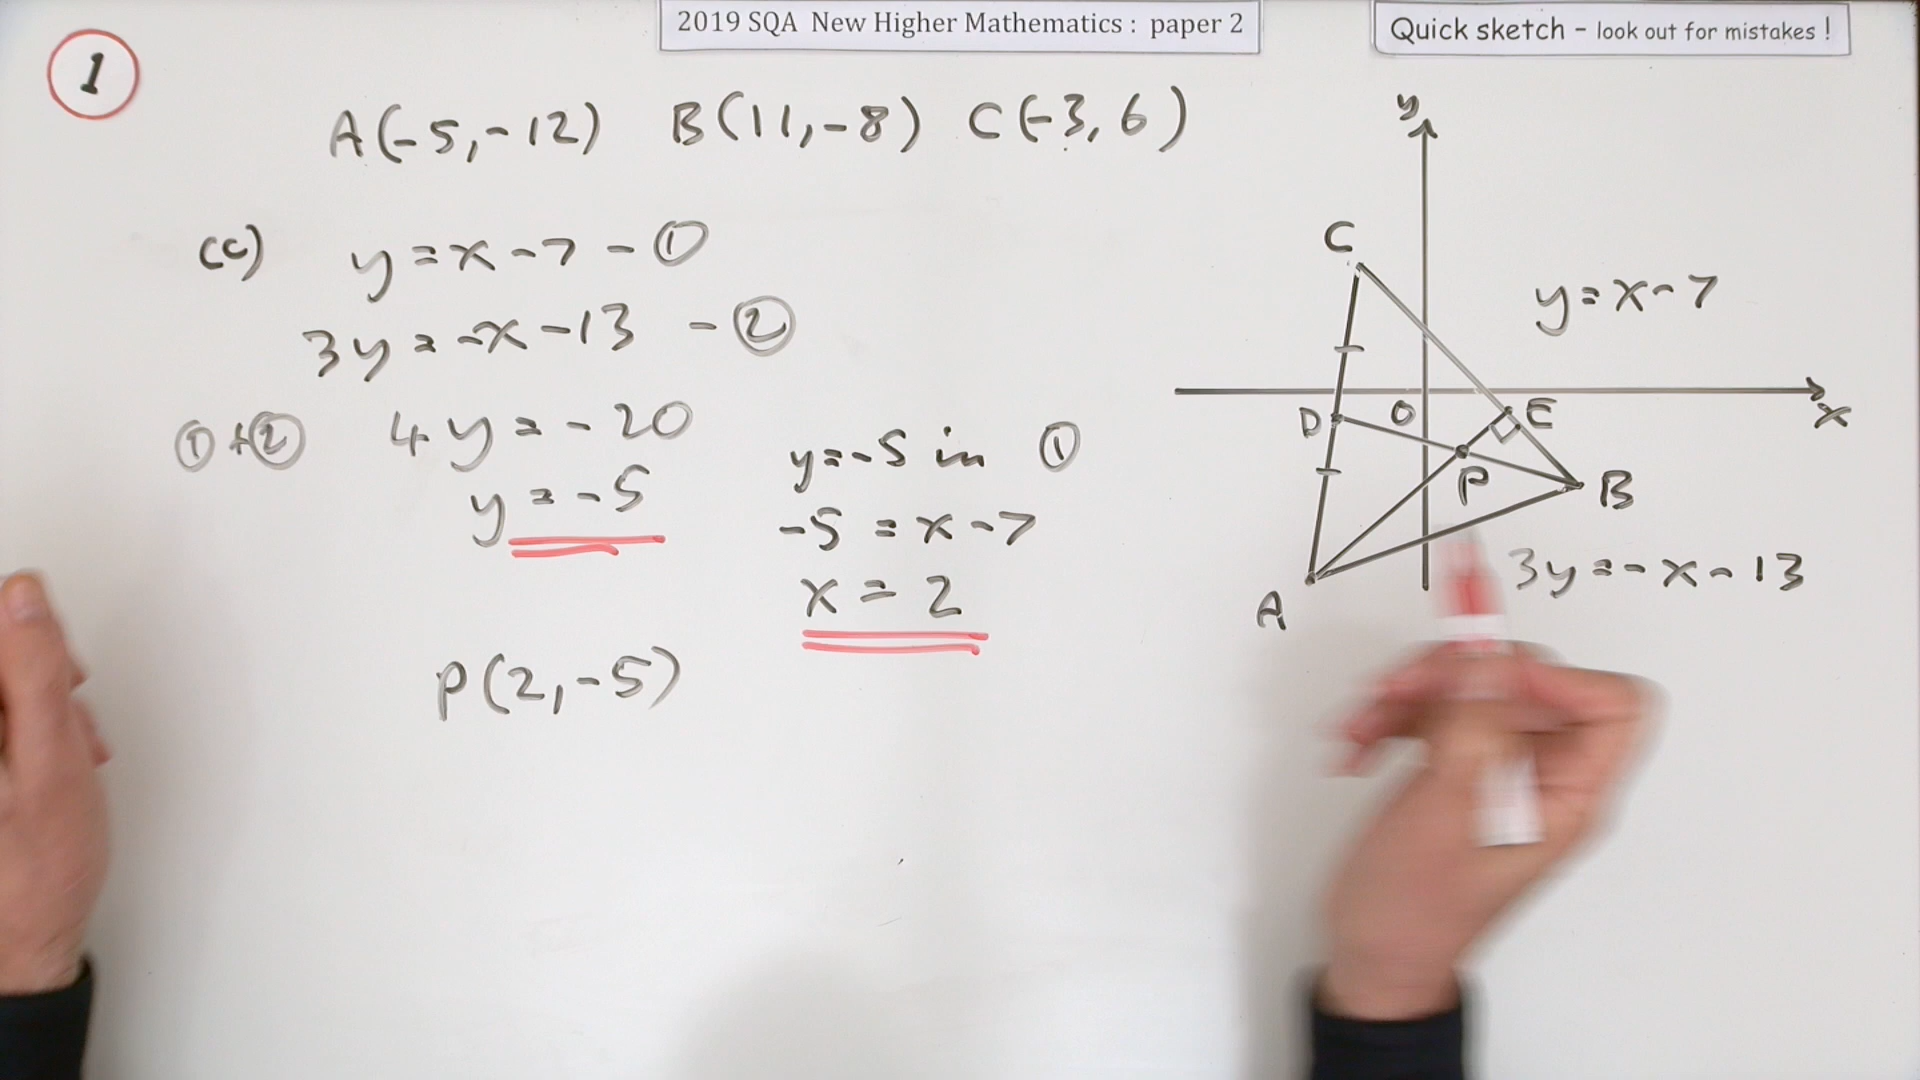 2019 SQA New Higher Mathematics : paper 2
Quick sketch – look out for mistakes !
1
A(-5,-12) B(11,-8) C(-3,6)
(c) y = x - 7 - ①
3y = -x - 13 - ②
① + ② 4y = -20
y = -5
y = -5 in ①
-5 = x - 7
x = 2
P(2,-5)
y
C
y = x - 7
D O E x
P B
3y = -x - 13
A